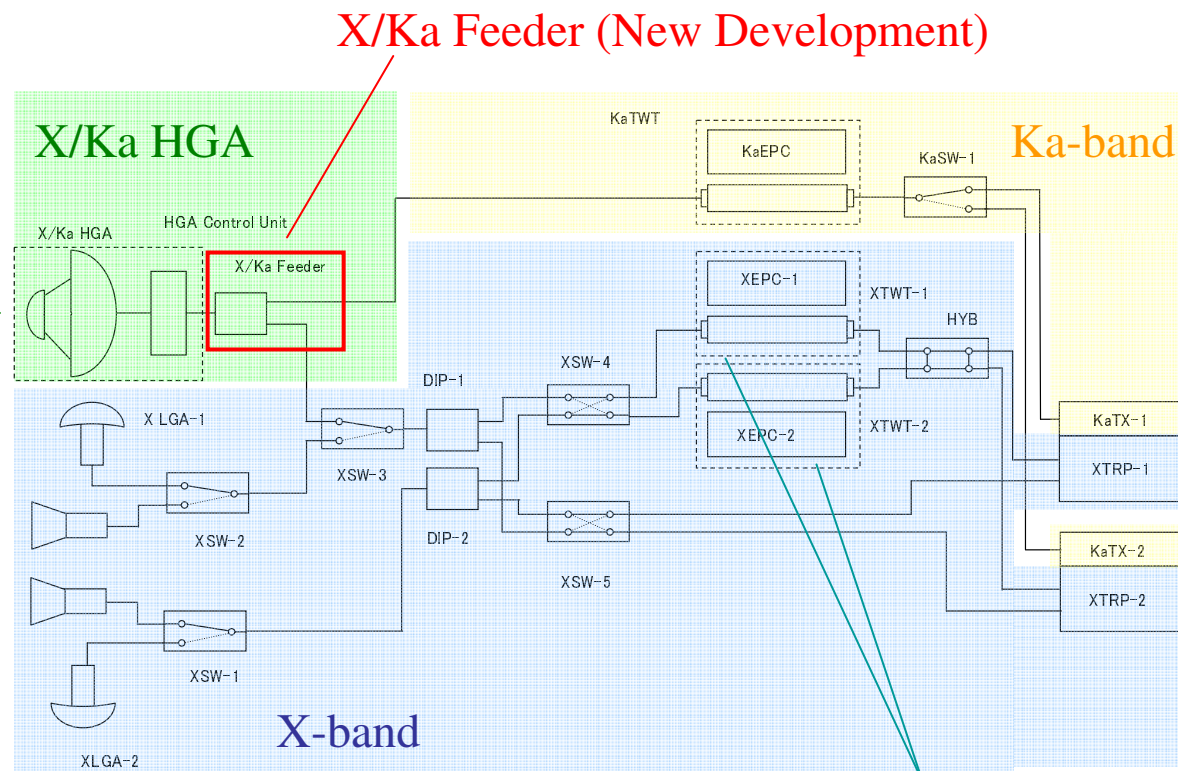 X/Ka Feeder (New Development)
X/Ka HGA
KaTWT
Ka-band
KaEPC
KaSW-1
HGA Control Unit
X/Ka HGA
X/Ka Feeder
XEPC-1
XTWT-1
HYB
XSW-4
DIP-1
X LGA-1
XTWT-2
XEPC-2
KaTX-1
XSW-3
XTRP-1
XSW-2
DIP-2
KaTX-2
XSW-5
XTRP-2
XSW-1
X-band
XLGA-2